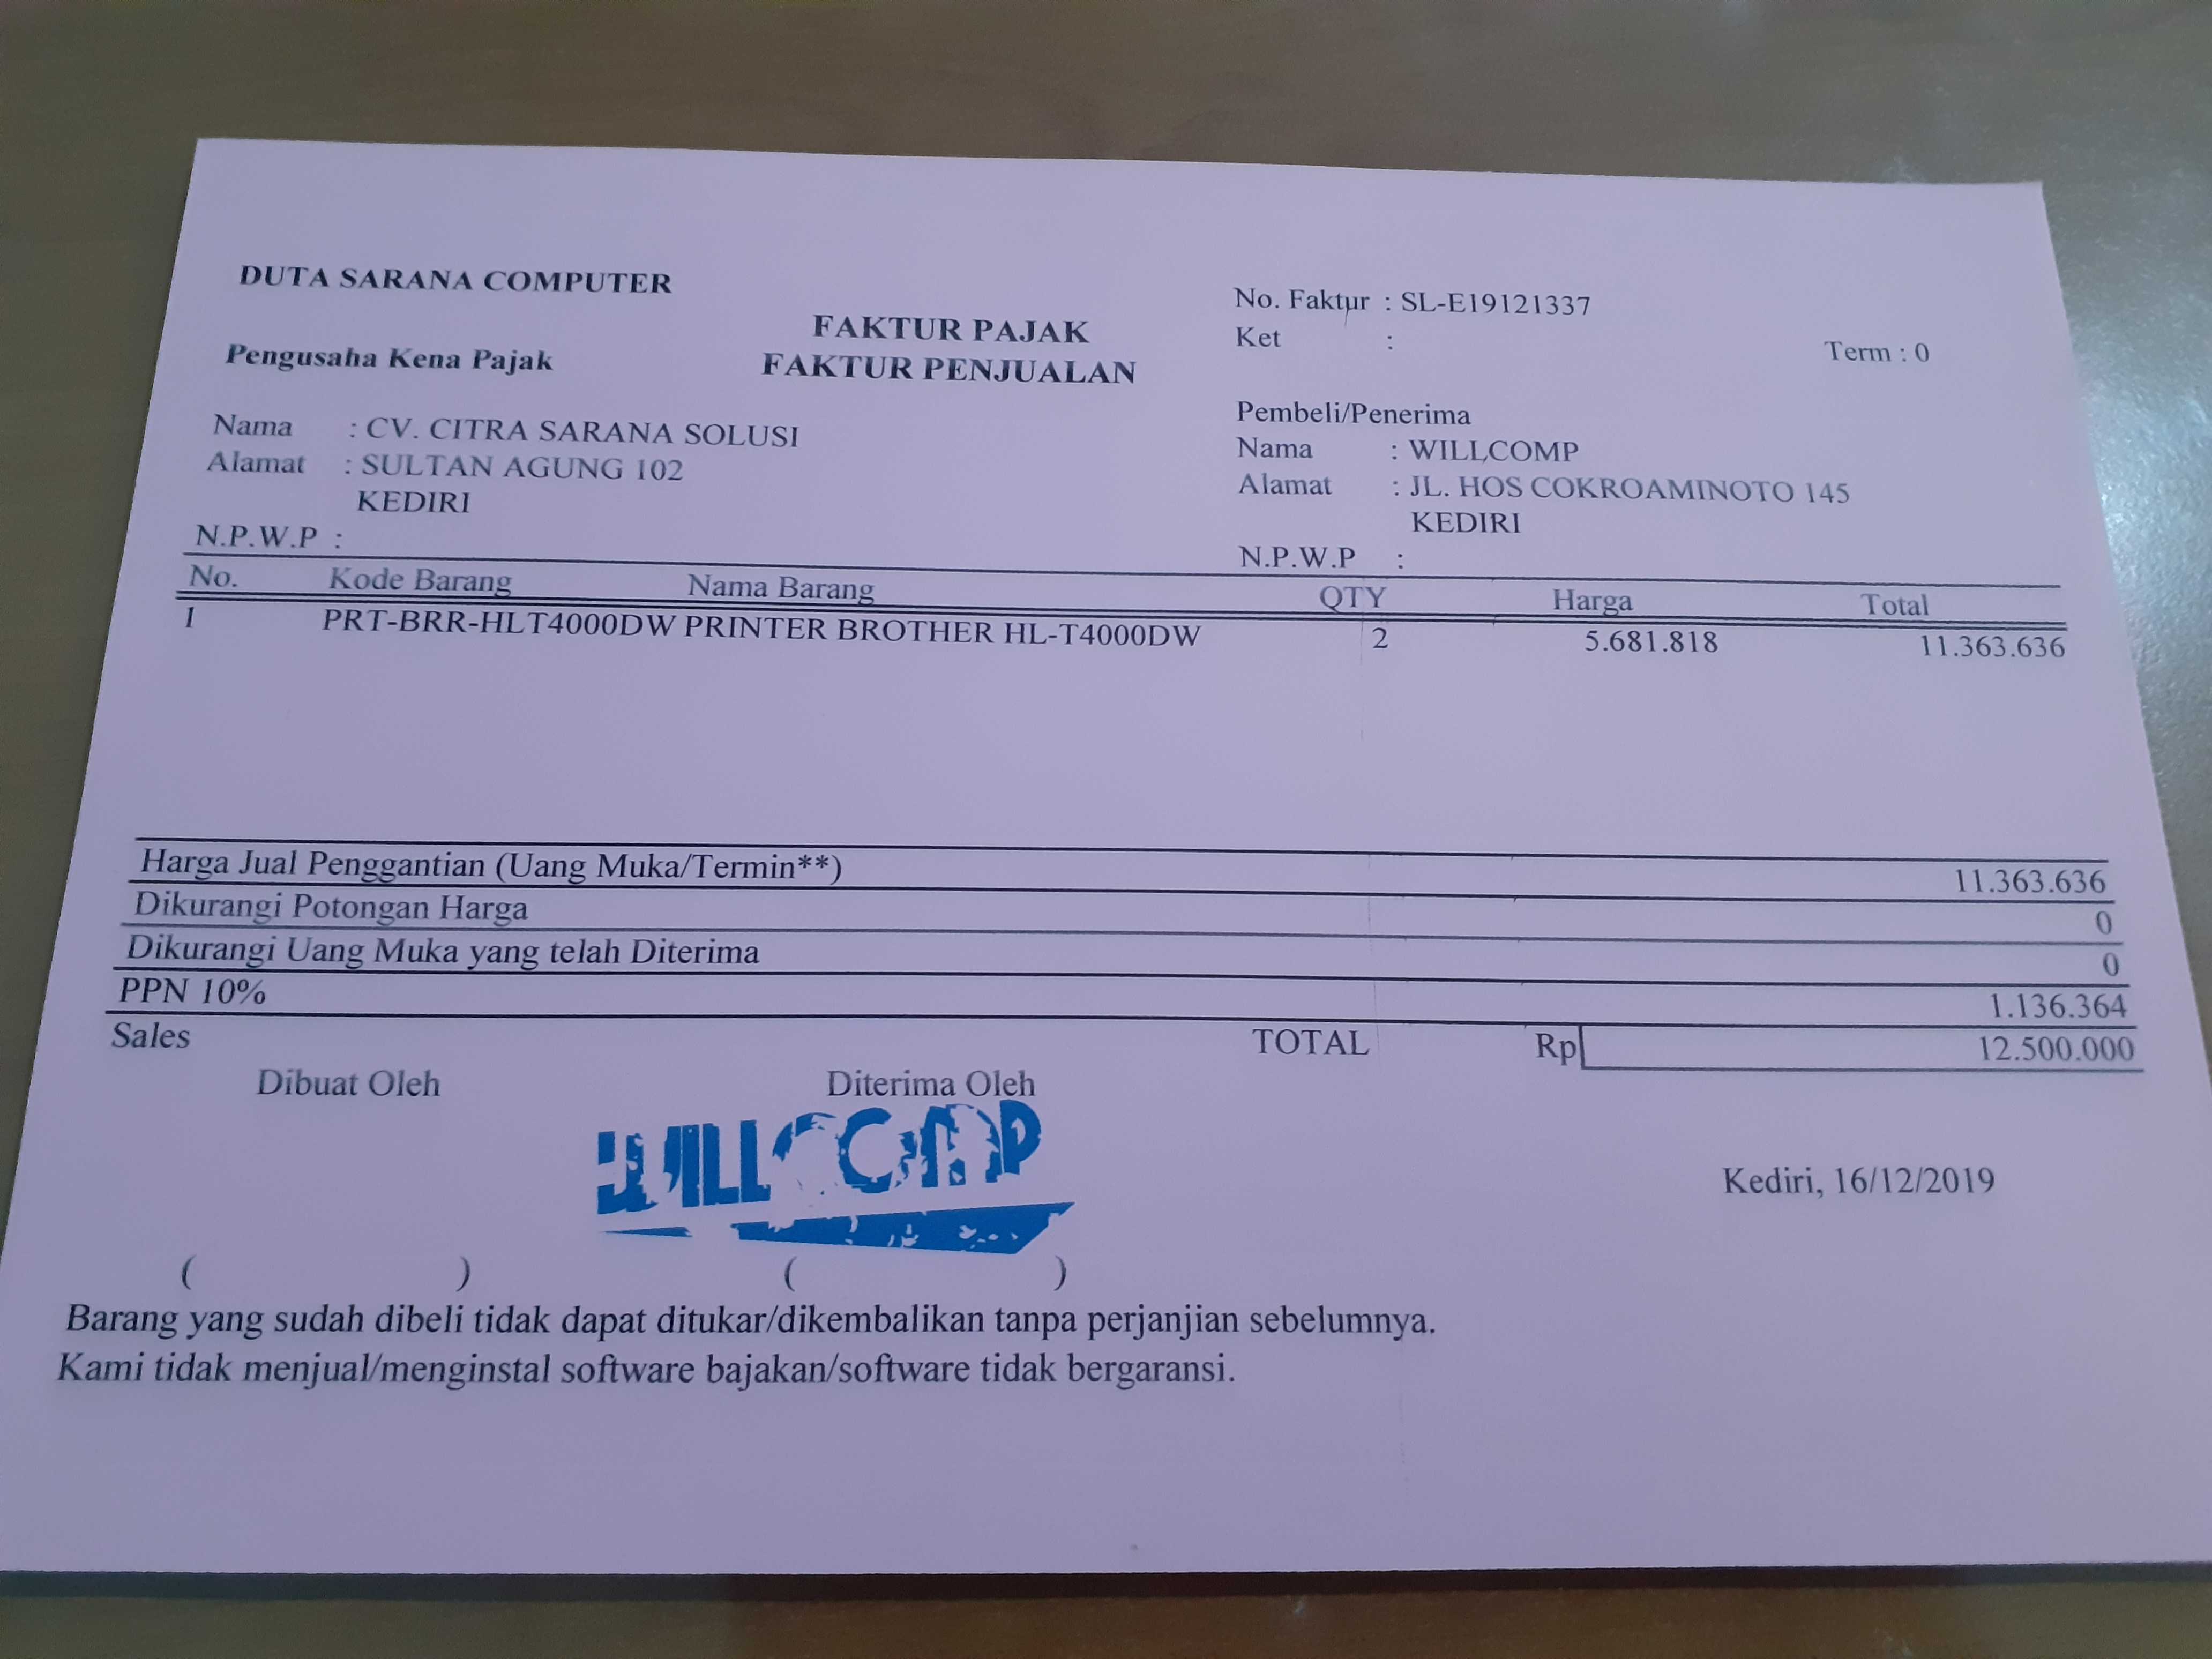 DUTA SARANA COMPUTER
FAKTUR PAJAK
FAKTUR PENJUALAN
No. Faktur : SL-E19121337
Ket :
Term : 0
Pengusaha Kena Pajak
Nama : CV. CITRA SARANA SOLUSI
Alamat : SULTAN AGUNG 102
KEDIRI
N.P.W.P :
Pembeli/Penerima
Nama : WILLCOMP
Alamat : JL. HOS COKROAMINOTO 145
KEDIRI
N.P.W.P :
No. Kode Barang Nama Barang QTY Harga Total
1 PRT-BRR-HLT4000DW PRINTER BROTHER HL-T4000DW 2 5.681.818 11.363.636
Harga Jual Penggantian (Uang Muka/Termin**) 11.363.636
Dikurangi Potongan Harga 0
Dikurangi Uang Muka yang telah Diterima 0
PPN 10% 1.136.364
Sales TOTAL Rp 12.500.000
Dibuat Oleh Diterima Oleh
WILLCOMP
Kediri, 16/12/2019
( ) ( )
Barang yang sudah dibeli tidak dapat ditukar/dikembalikan tanpa perjanjian sebelumnya.
Kami tidak menjual/menginstal software bajakan/software tidak bergaransi.